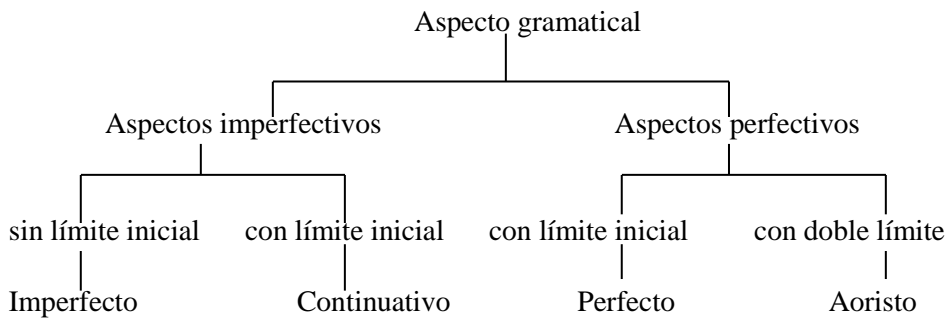 Aspecto gramatical
Aspectos imperfectivos Aspectos perfectivos
sin límite inicial con límite inicial con límite inicial con doble límite
Imperfecto Continuativo Perfecto Aoristo